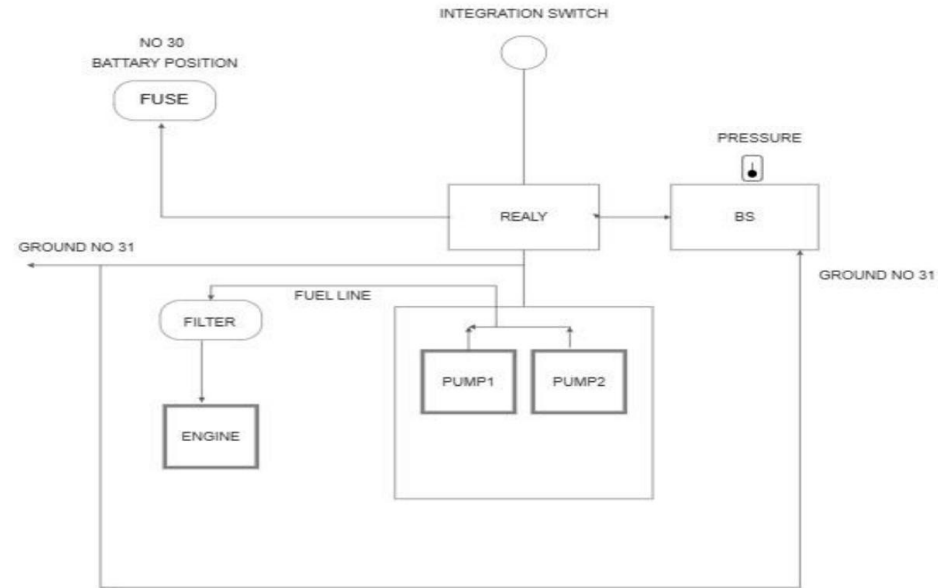 INTEGRATION SWITCH
NO 30
BATTARY POSITION
FUSE
PRESSURE
REALY
BS
GROUND NO 31
GROUND NO 31
FUEL LINE
FILTER
PUMP1
PUMP2
ENGINE